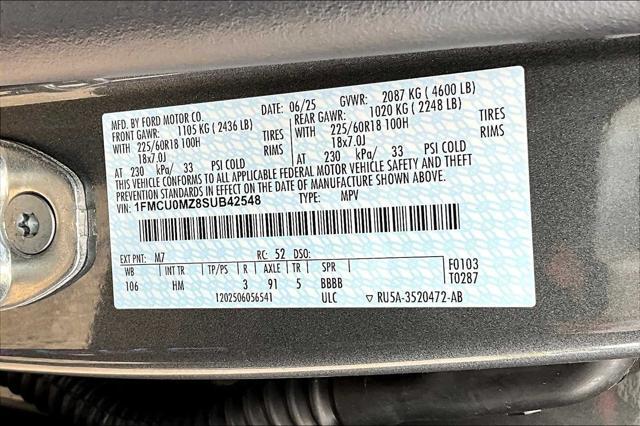 MFD. BY FORD MOTOR CO. DATE: 06/25 GVWR: 2087 KG ( 4600 LB)
FRONT GAWR: 1105 KG ( 2436 LB) REAR GAWR: 1020 KG ( 2248 LB)
WITH 225/60R18 100H TIRES WITH 225/60R18 100H TIRES
18x7.0J RIMS 18x7.0J RIMS
AT 230 kPa/ 33 PSI COLD AT 230 kPa/ 33 PSI COLD
THIS VEHICLE CONFORMS TO ALL APPLICABLE FEDERAL MOTOR VEHICLE SAFETY AND THEFT
PREVENTION STANDARDS IN EFFECT ON THE DATE OF MANUFACTURE SHOWN ABOVE.
VIN: 1FMCU0MZ8SUB42548 TYPE: MPV
EXT PNT: M7 RC: 52 DSO:
WB INT TR TP/PS R AXLE TR SPR F0103
106 HM 3 91 5 BBBB T0287
1202506056541 ULC ▽ RU5A-3520472-AB